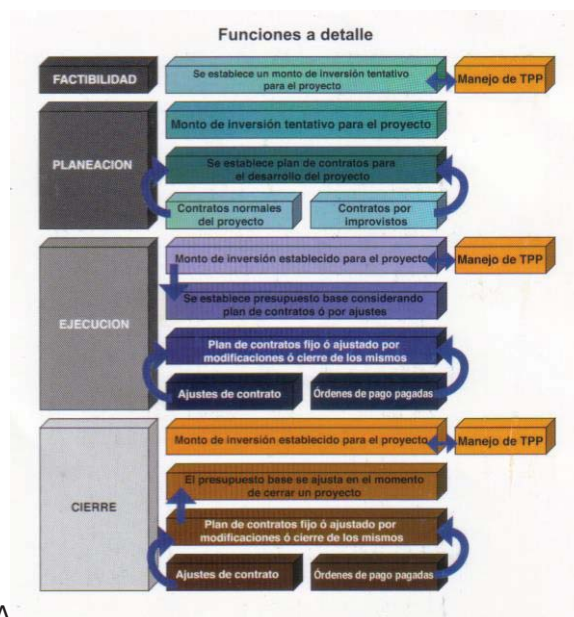 Funciones a detalle
FACTIBILIDAD
Se establece un monto de inversión tentativo
para el proyecto
Manejo de TPP
PLANEACION
Monto de inversión tentativo para el proyecto
Se establece plan de contratos para
el desarrollo del proyecto
Contratos normales
del proyecto
Contratos por
improvistos
EJECUCION
Monto de inversión establecido para el proyecto
Manejo de TPP
Se establece presupuesto base considerando
plan de contratos ó por ajustes
Plan de contratos fijo ó ajustado por
modificaciones ó cierre de los mismos
Ajustes de contrato
Órdenes de pago pagadas
CIERRE
Monto de inversión establecido para el proyecto
Manejo de TPP
El presupuesto base se ajusta en el momento
de cerrar un proyecto
Plan de contratos fijo ó ajustado por
modificaciones ó cierre de los mismos
Ajustes de contrato
Órdenes de pago pagadas
A